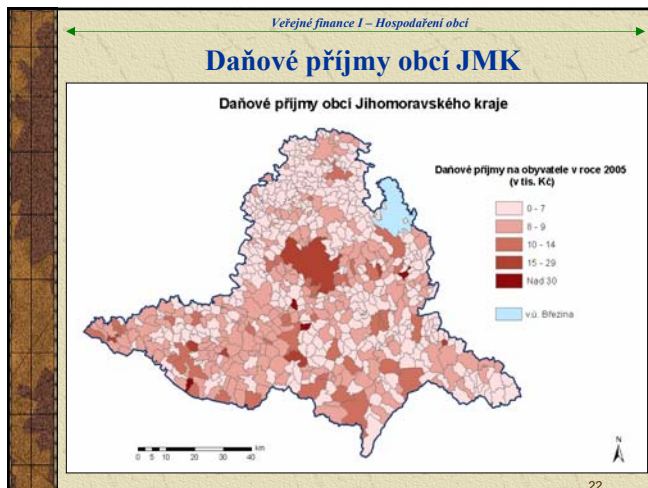 Veřejné finance I – Hospodaření obcí
Daňové příjmy obcí JMK
Daňové příjmy obcí Jihomoravského kraje
Daňové příjmy na obyvatele v roce 2005
(v tis. Kč)
0 - 7
8 - 9
10 - 14
15 - 29
Nad 30
v.ú. Březina
km
0 5 10 20 30 40
N
22